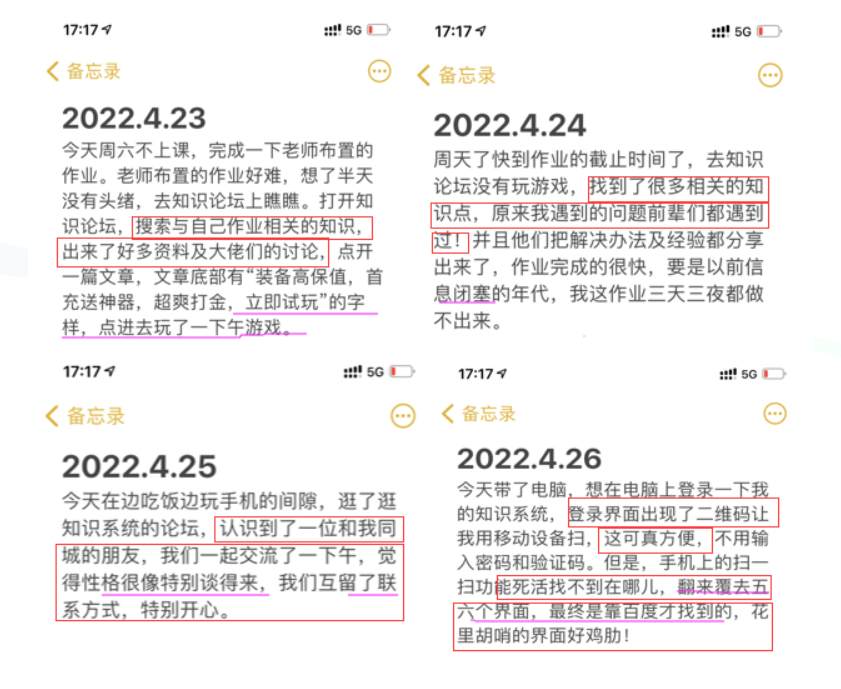 17:17
5G
备忘录
2022.4.23
今天周六不上课，完成一下老师布置的
作业。老师布置的作业好难，想了半天
没有头绪，去知识论坛上瞧瞧。打开知
识论坛，搜索与自己作业相关的知识，
出来了好多资料及大佬们的讨论，点开
一篇文章，文章底部有“装备高保值，首
充送神器，超爽打金，立即试玩”的字
样，点进去玩了一下午游戏。
17:17
5G
备忘录
2022.4.24
周天了快到作业的截止时间了，去知识
论坛没有玩游戏，找到了很多相关的知
识点，原来我遇到的问题前辈们都遇到
过！并且他们把解决办法及经验都分享
出来了，作业完成的很快，要是以前信
息闭塞的年代，我这作业三天三夜都做
不出来。
17:17
5G
备忘录
2022.4.25
今天在边吃饭边玩手机的间隙，逛了逛
知识系统的论坛，认识到了一位和我同
城的朋友，我们一起交流了一下午，觉
得性格很像特别谈得来，我们互留了联
系方式，特别开心。
17:17
5G
备忘录
2022.4.26
今天带了电脑，想在电脑上登录一下我
的知识系统，登录界面出现了二维码让
我用移动设备扫，这可真方便，不用输
入密码和验证码。但是，手机上的扫一
扫功能死活找不到在哪儿，翻来覆去五
六个界面，最终是靠百度才找到的，花
里胡哨的界面好鸡肋！